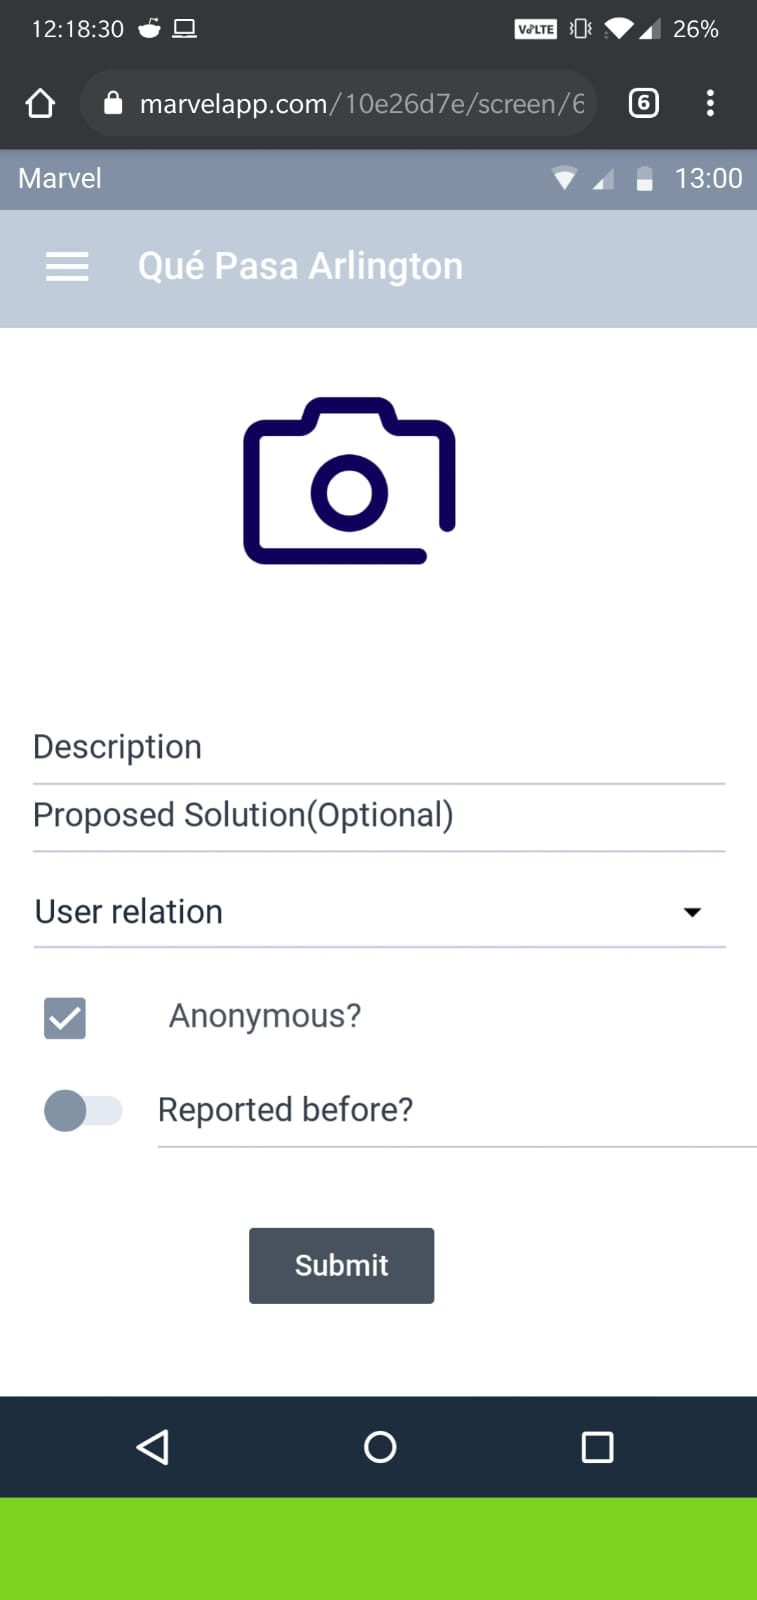 12:18:30 VoLTE 26%
marvelapp.com/10e26d7e/screen/6 6
Marvel 13:00
Qué Pasa Arlington
Description
Proposed Solution(Optional)
User relation
Anonymous?
Reported before?
Submit